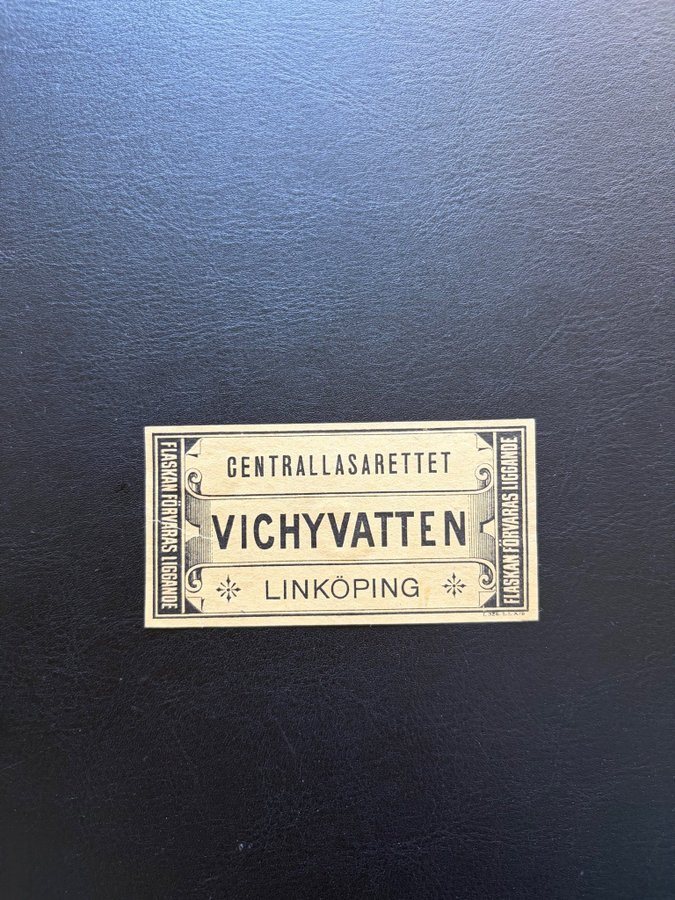 CENTRALLASARETTET
VICHYVATTEN
LINKÖPING
FLASKAN FÖRVARAS LIGGANDE
FLASKAN FÖRVARAS LIGGANDE